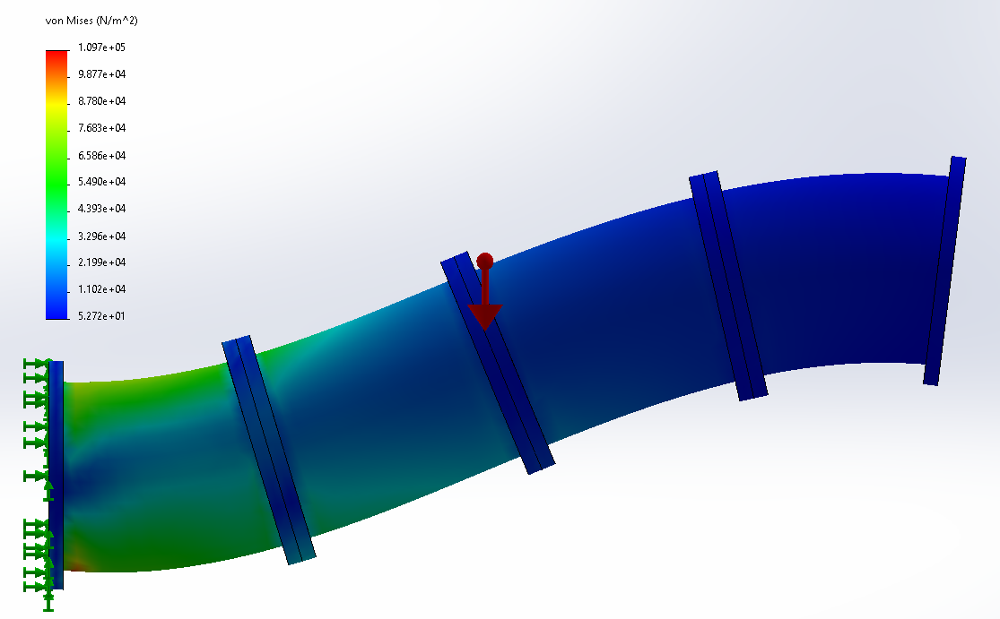 von Mises (N/m^2)
1.097e+05
9.877e+04
8.780e+04
7.683e+04
6.586e+04
5.490e+04
4.393e+04
3.296e+04
2.199e+04
1.102e+04
5.272e+01